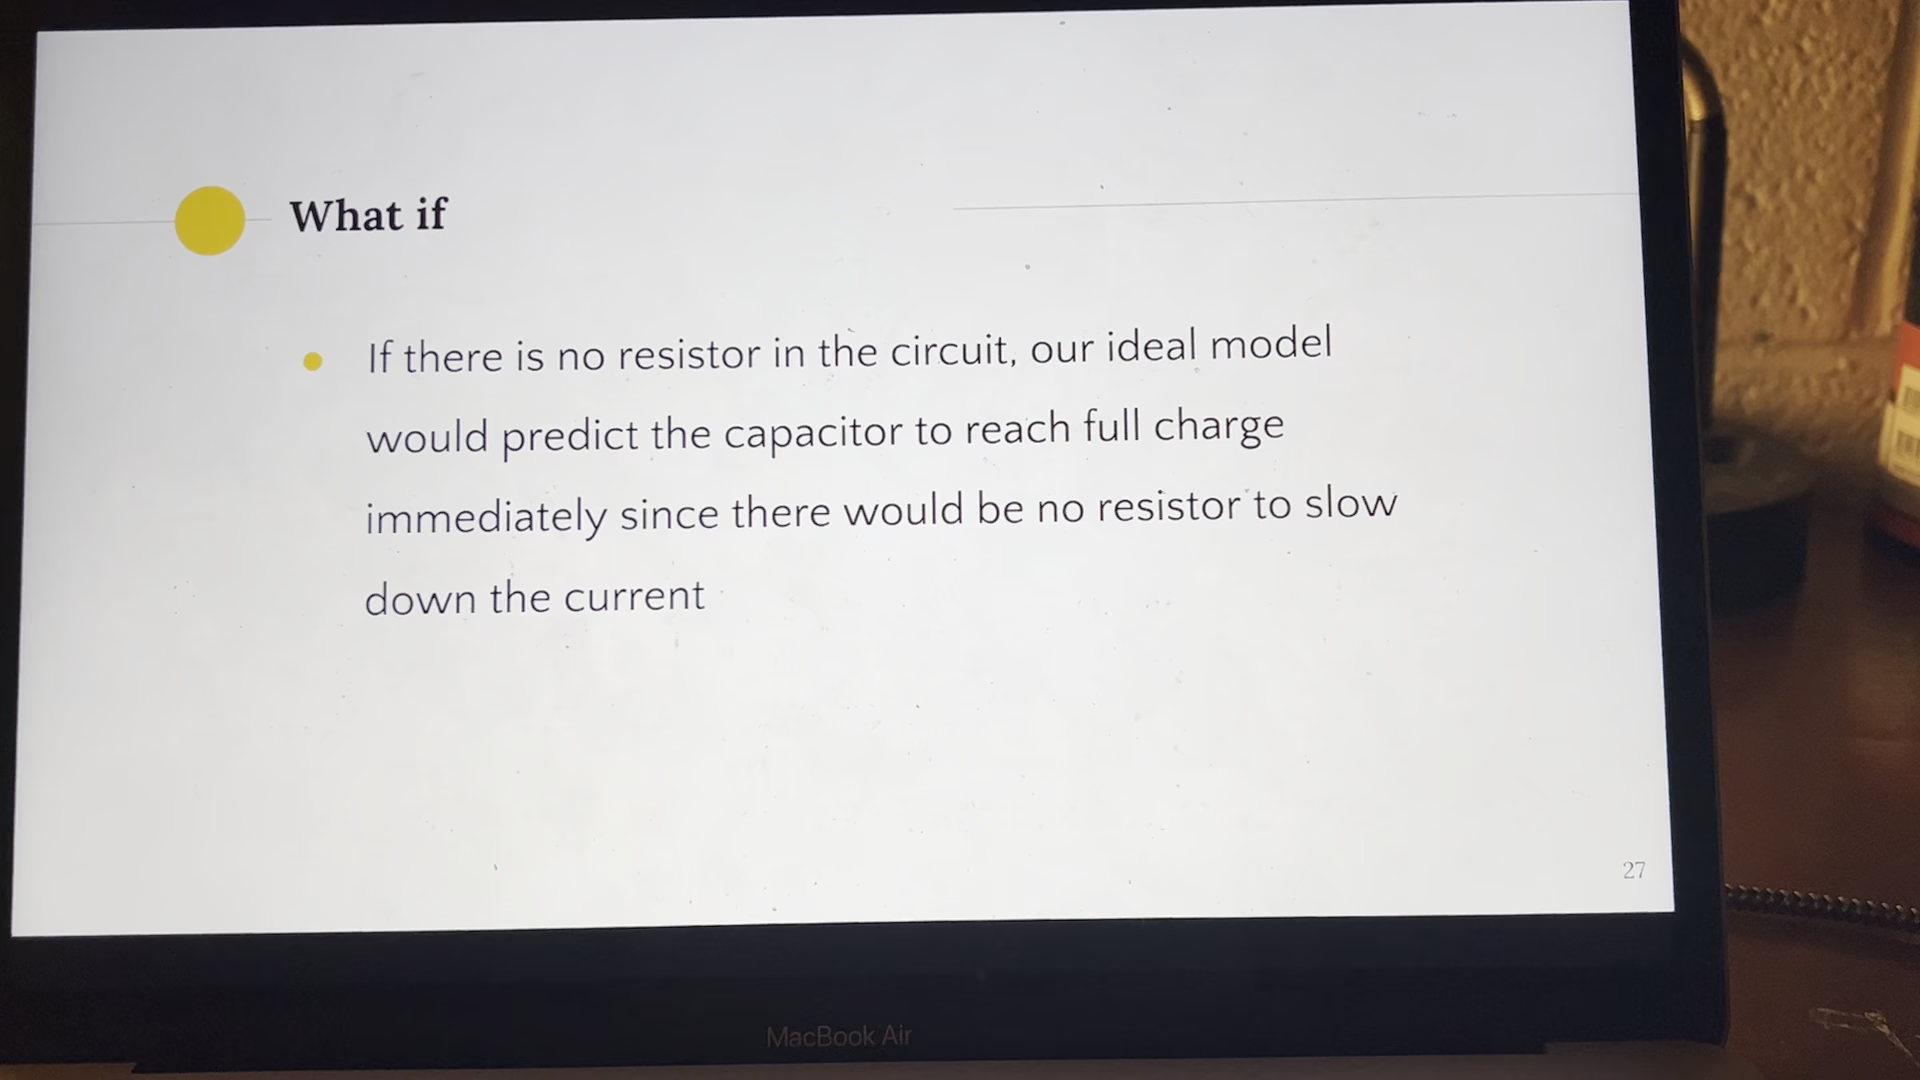 What if
If there is no resistor in the circuit, our ideal model
would predict the capacitor to reach full charge
immediately since there would be no resistor to slow
down the current
27
MacBook Air